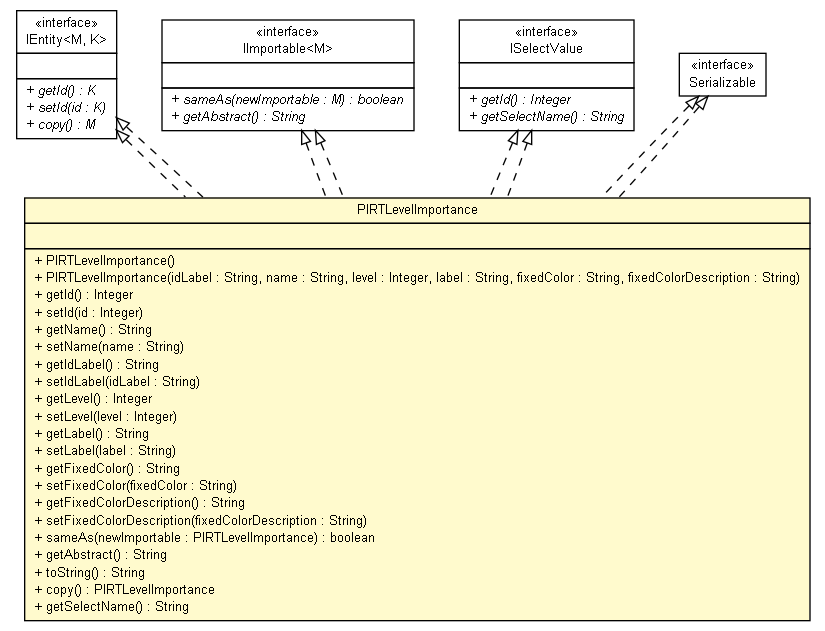 «interface»
IEntity<M, K>
+ getId() : K
+ setId(id : K)
+ copy() : M
«interface»
IImportable<M>
+ sameAs(newImportable : M) : boolean
+ getAbstract() : String
«interface»
ISelectValue
+ getId() : Integer
+ getSelectName() : String
«interface»
Serializable
PIRTLevelImportance
+ PIRTLevelImportance()
+ PIRTLevelImportance(idLabel : String, name : String, level : Integer, label : String, fixedColor : String, fixedColorDescription : String)
+ getId() : Integer
+ setId(id : Integer)
+ getName() : String
+ setName(name : String)
+ getIdLabel() : String
+ setIdLabel(idLabel : String)
+ getLevel() : Integer
+ setLevel(level : Integer)
+ getLabel() : String
+ setLabel(label : String)
+ getFixedColor() : String
+ setFixedColor(fixedColor : String)
+ getFixedColorDescription() : String
+ setFixedColorDescription(fixedColorDescription : String)
+ sameAs(newImportable : PIRTLevelImportance) : boolean
+ getAbstract() : String
+ toString() : String
+ copy() : PIRTLevelImportance
+ getSelectName() : String